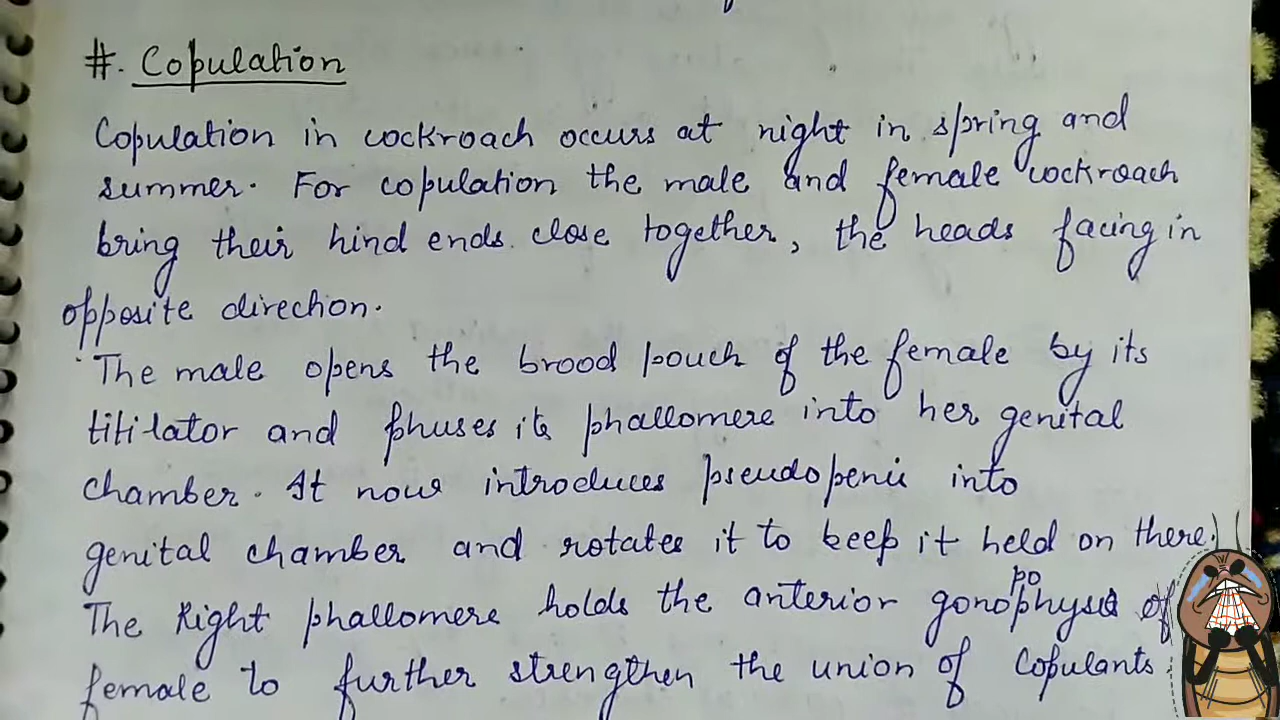 #. Copulation
Copulation in cockroach occurs at night in spring and
summer. For copulation the male and female cockroach
bring their hind ends close together, the heads facing in
opposite direction.
The male opens the brood pouch of the female by its
titilator and phuses its phallomere into her genital
chamber. It now introduces pseudopenis into
genital chamber and rotates it to keep it held on there.
The Right phallomere holds the anterior gonopophysis of
female to further strengthen the union of copulants.